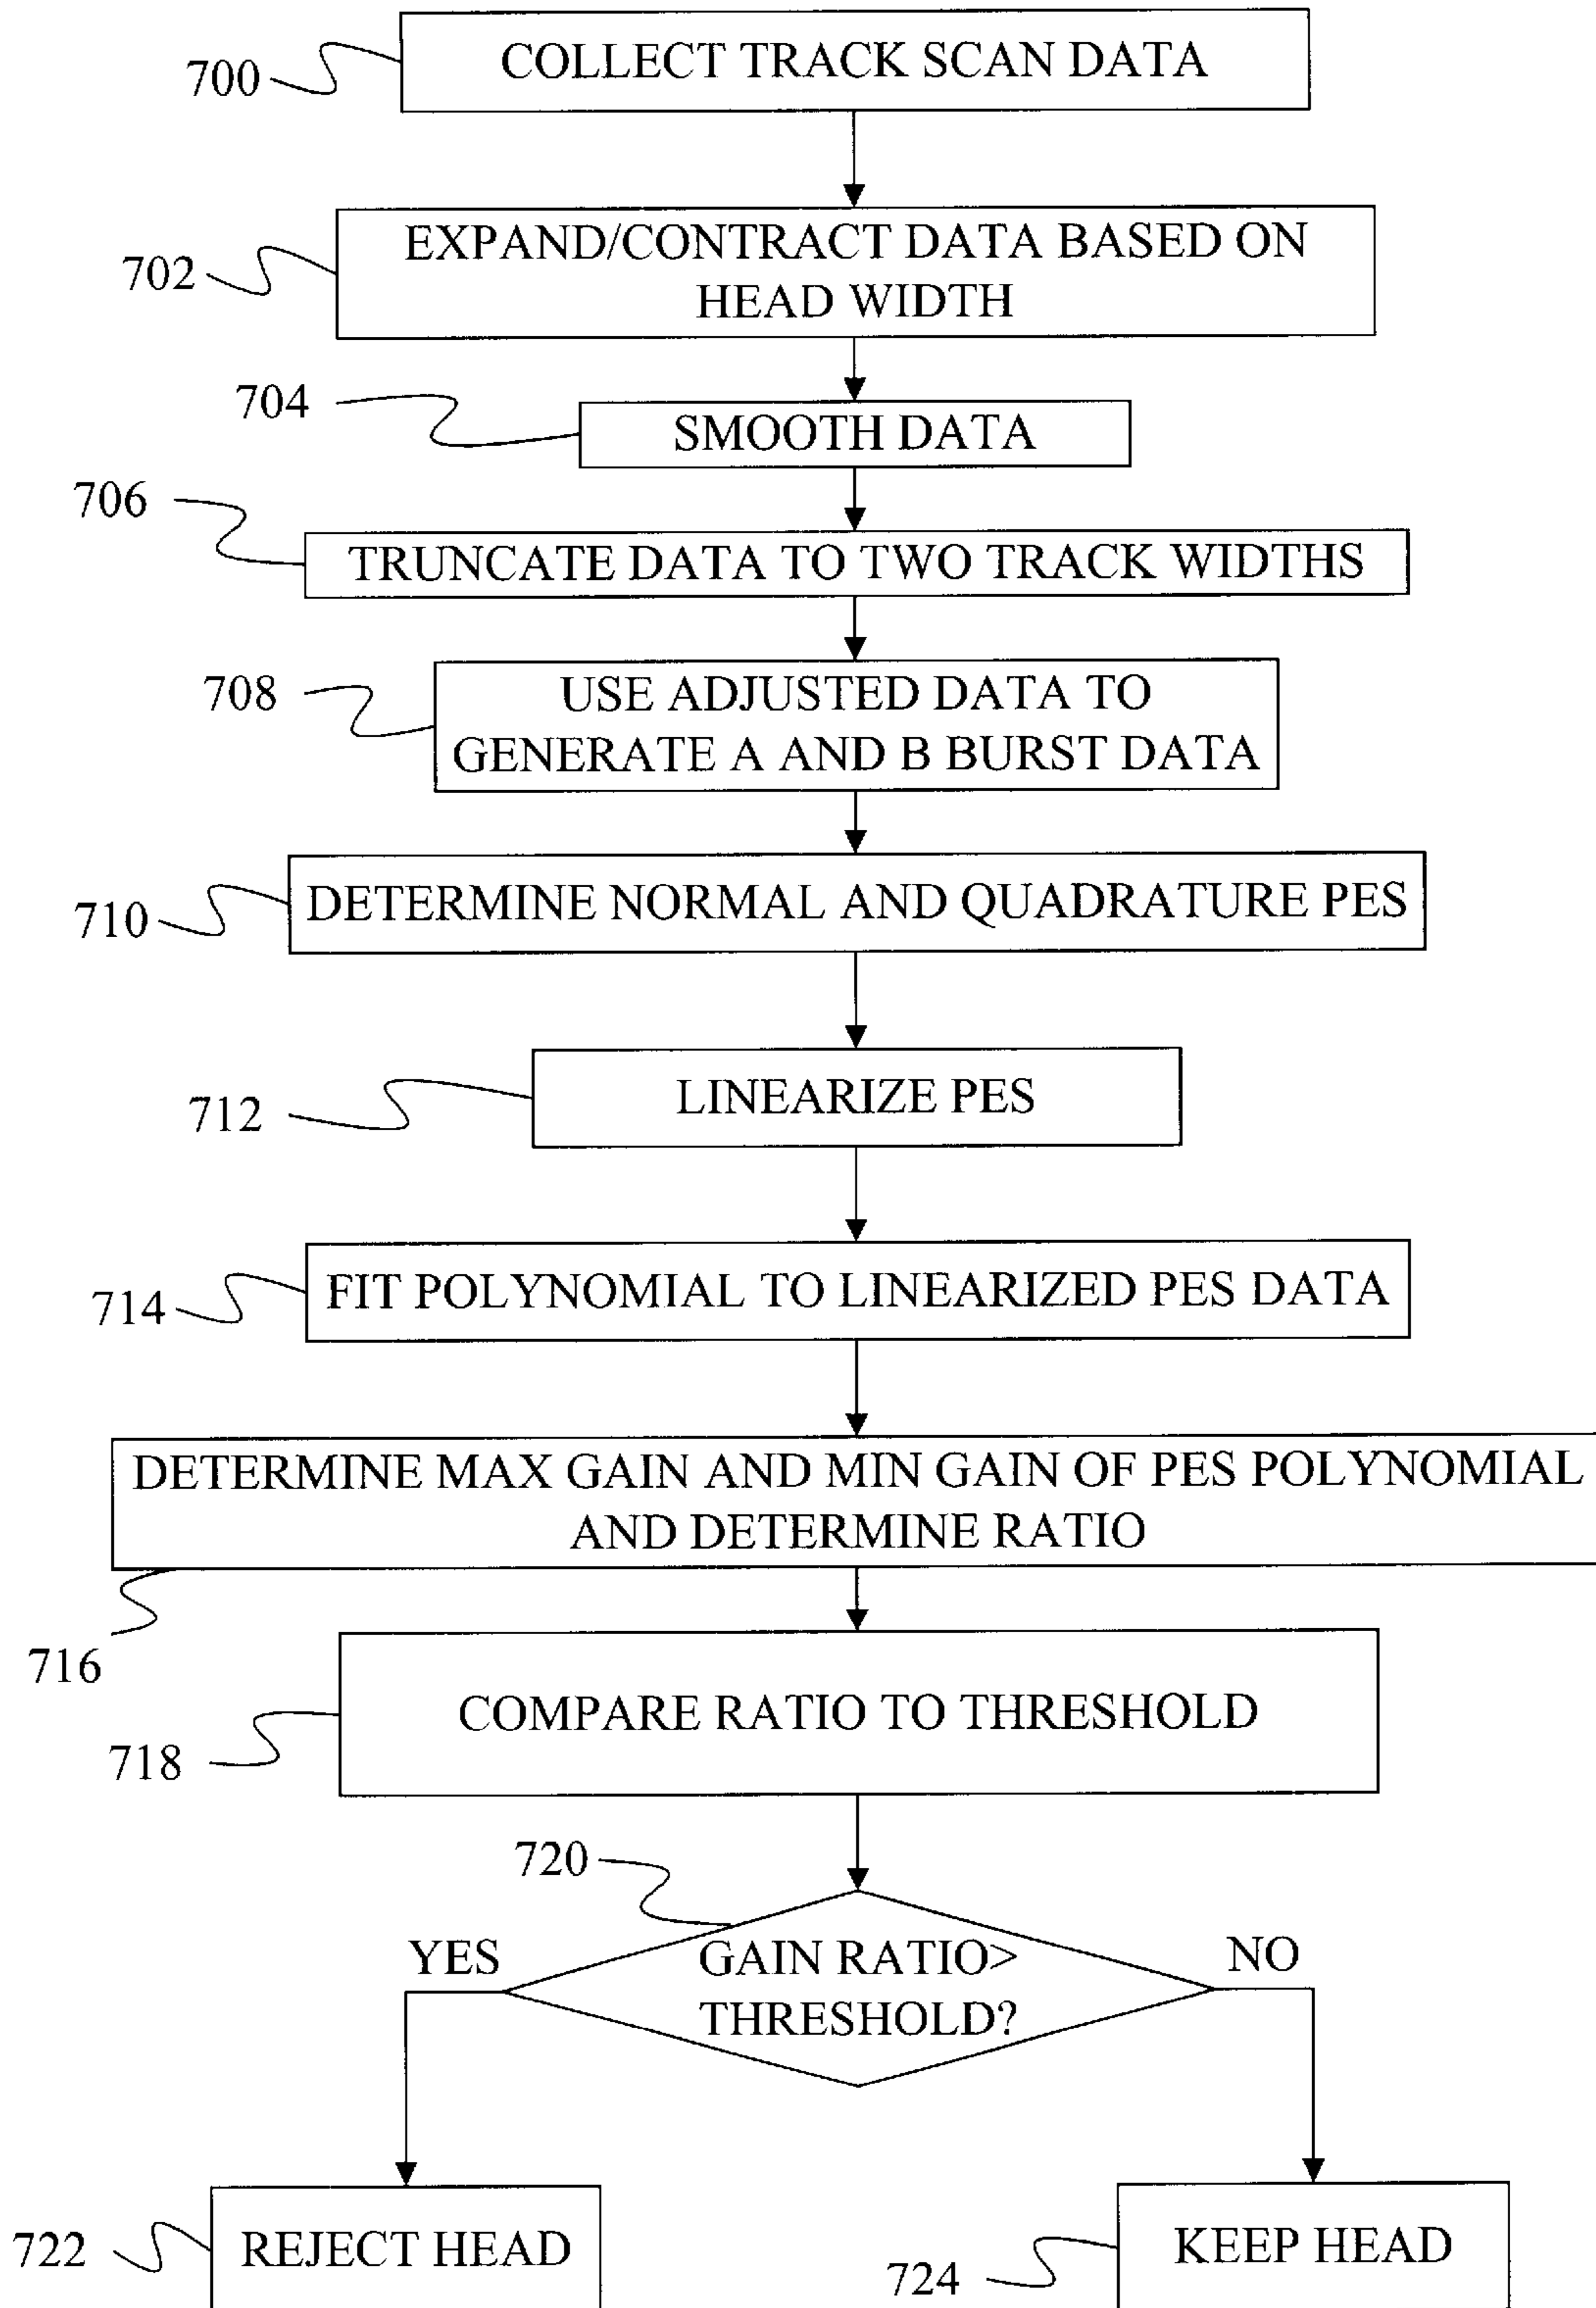 700
COLLECT TRACK SCAN DATA
702
EXPAND/CONTRACT DATA BASED ON
HEAD WIDTH
704
SMOOTH DATA
706
TRUNCATE DATA TO TWO TRACK WIDTHS
708
USE ADJUSTED DATA TO
GENERATE A AND B BURST DATA
710
DETERMINE NORMAL AND QUADRATURE PES
712
LINEARIZE PES
714
FIT POLYNOMIAL TO LINEARIZED PES DATA
DETERMINE MAX GAIN AND MIN GAIN OF PES POLYNOMIAL
AND DETERMINE RATIO
716
COMPARE RATIO TO THRESHOLD
718
720
YES
GAIN RATIO>
THRESHOLD?
NO
722
REJECT HEAD
724
KEEP HEAD